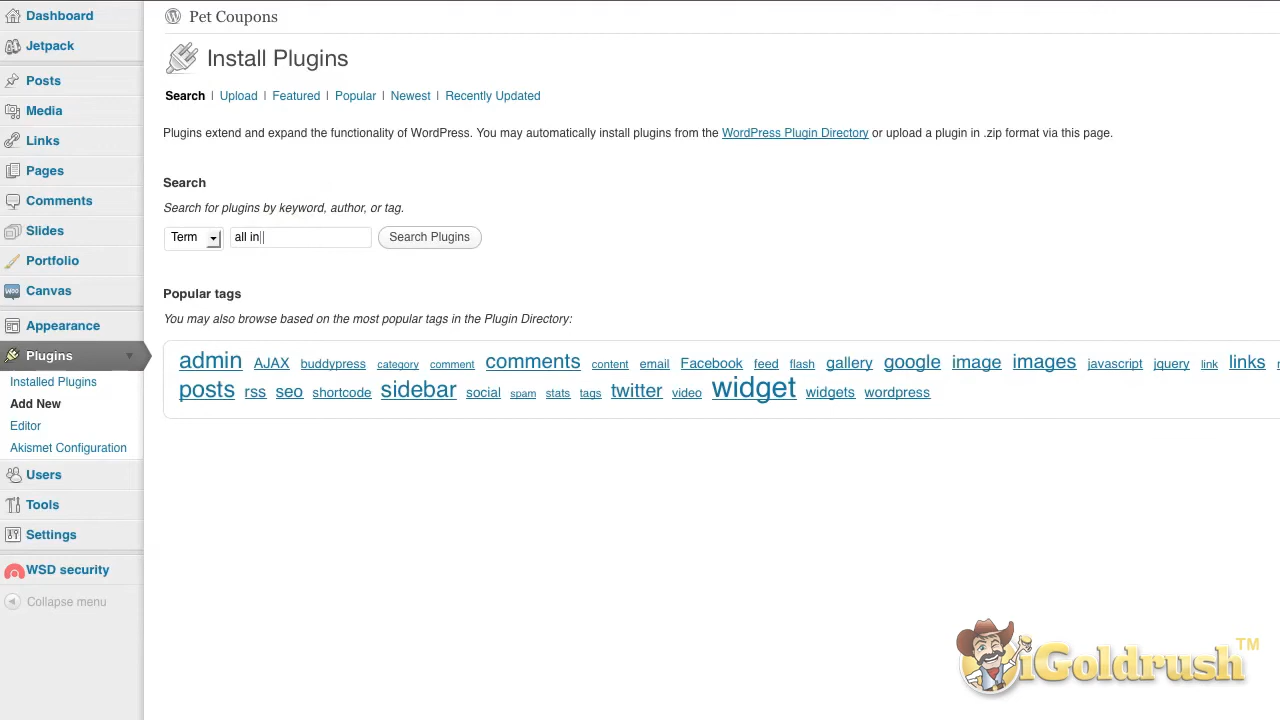 Dashboard
Jetpack
Posts
Media
Links
Pages
Comments
Slides
Portfolio
Canvas
Appearance
Plugins
Installed Plugins
Add New
Editor
Akismet Configuration
Users
Tools
Settings
WSD security
Collapse menu
Pet Coupons
Install Plugins
Search | Upload | Featured | Popular | Newest | Recently Updated
Plugins extend and expand the functionality of WordPress. You may automatically install plugins from the WordPress Plugin Directory or upload a plugin in .zip format via this page.
Search
Search for plugins by keyword, author, or tag.
Term all in Search Plugins
Popular tags
You may also browse based on the most popular tags in the Plugin Directory:
admin AJAX buddypress category comment comments content email Facebook feed flash gallery google image images javascript jquery link links
posts rss seo shortcode sidebar social spam stats tags twitter video widget widgets wordpress
iGoldrush™